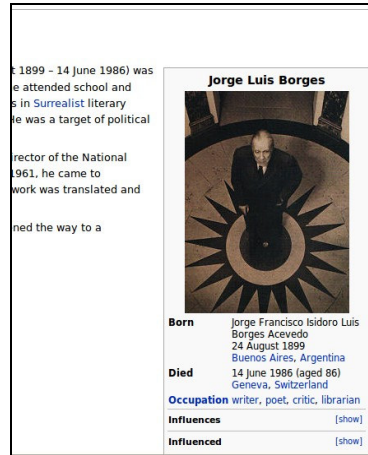 t 1899 – 14 June 1986) was
e attended school and
s in Surrealist literary
He was a target of political
irector of the National
1961, he came to
work was translated and
ned the way to a
Jorge Luis Borges
Born Jorge Francisco Isidoro Luis
Borges Acevedo
24 August 1899
Buenos Aires, Argentina
Died 14 June 1986 (aged 86)
Geneva, Switzerland
Occupation writer, poet, critic, librarian
Influences [show]
Influenced [show]